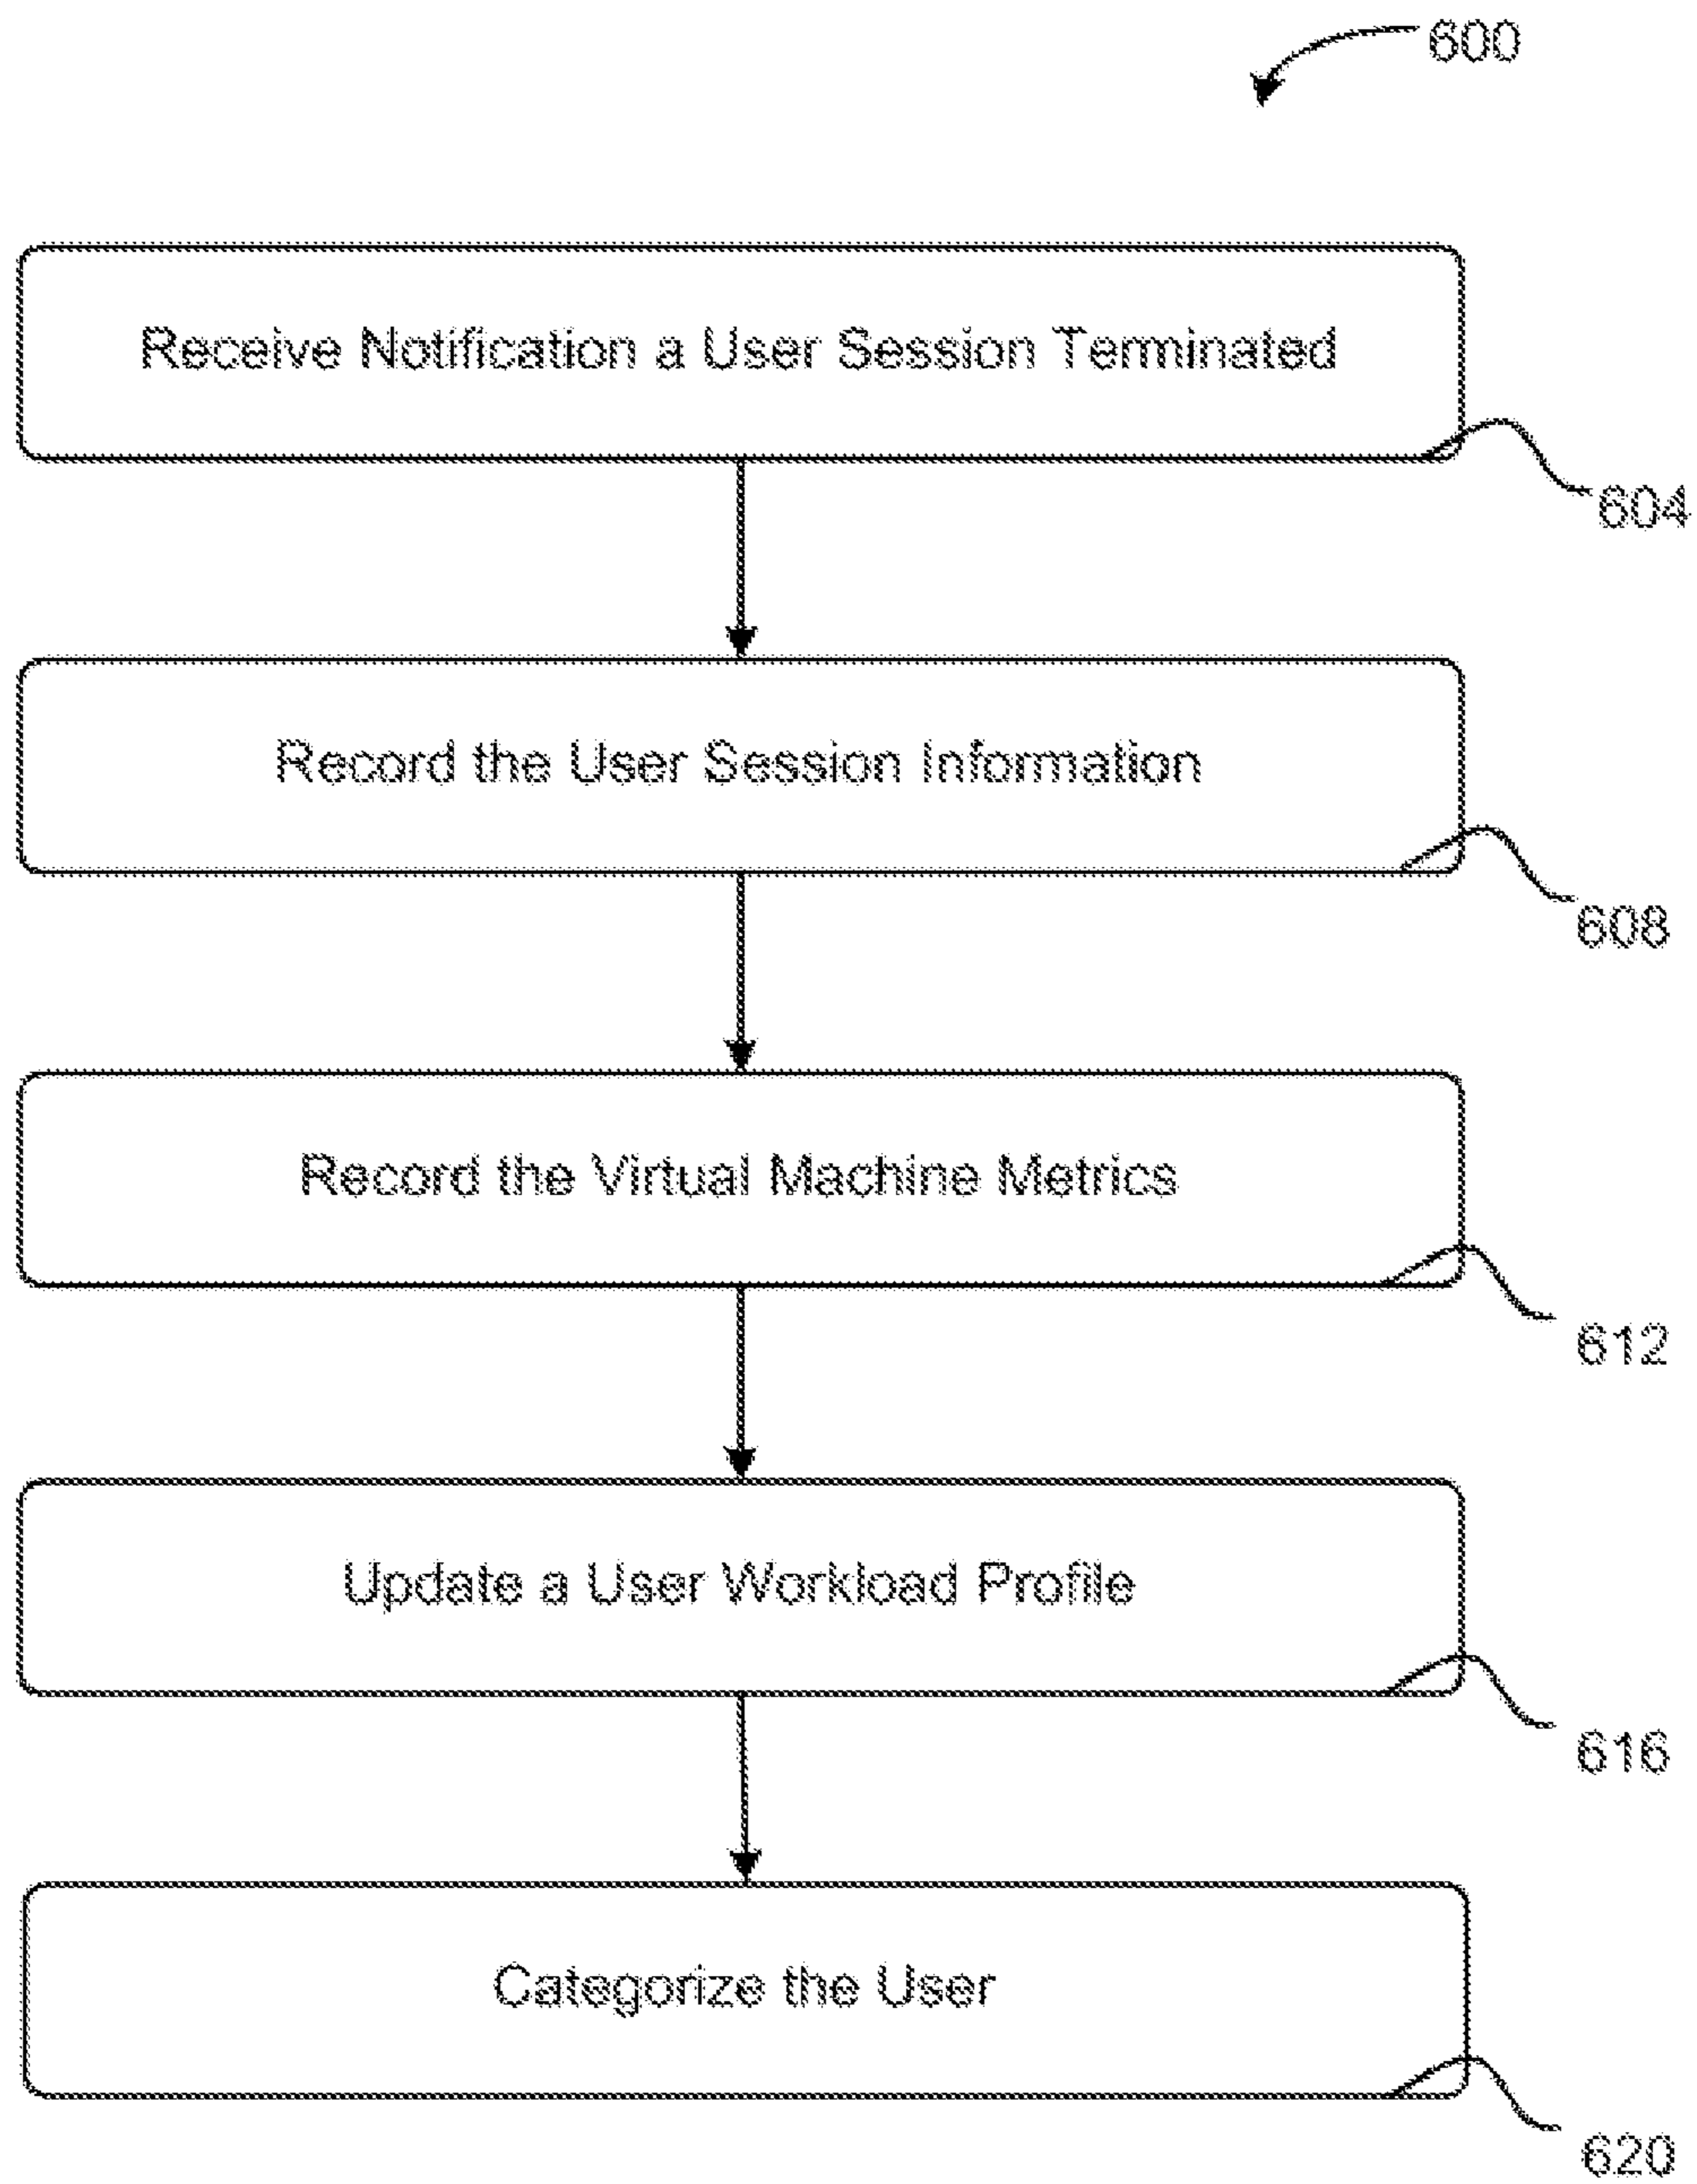 600
Receive Notification a User Session Terminated
604
Record the User Session Information
608
Record the Virtual Machine Metrics
612
Update a User Workload Profile
616
Categorize the User
620